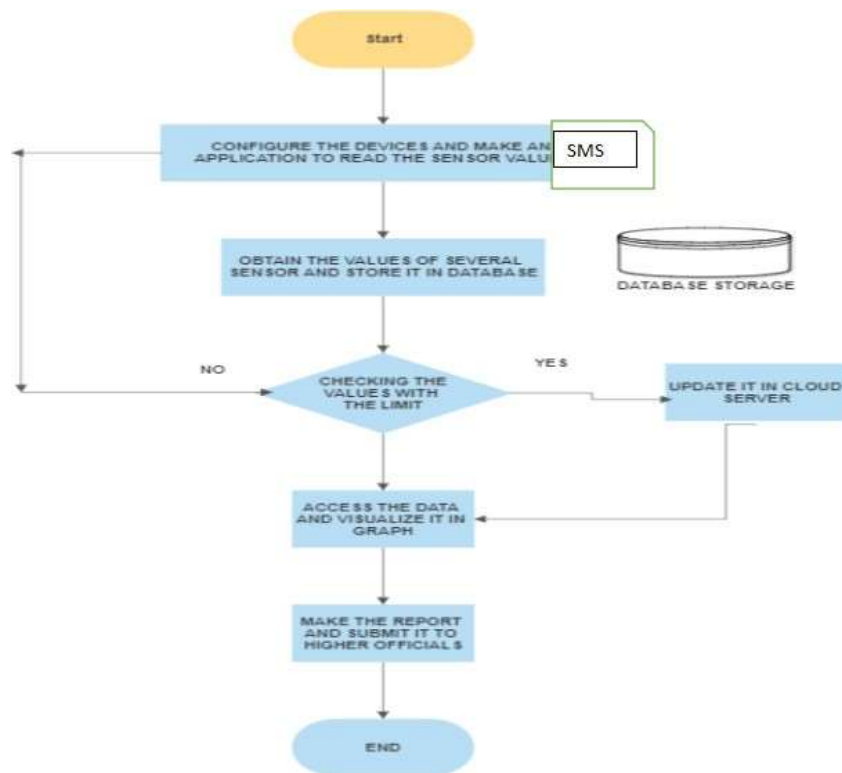 Start
CONFIGURE THE DEVICES AND MAKE AN
APPLICATION TO READ THE SENSOR VALU
SMS
OBTAIN THE VALUES OF SEVERAL
SENSOR AND STORE IT IN DATABASE
DATABASE STORAGE
NO
CHECKING THE
VALUES WITH
THE LIMIT
YES
UPDATE IT IN CLOUD
SERVER
ACCESS THE DATA
AND VISUALIZE IT IN
GRAPH
MAKE THE REPORT
AND SUBMIT IT TO
HIGHER OFFICIALS
END